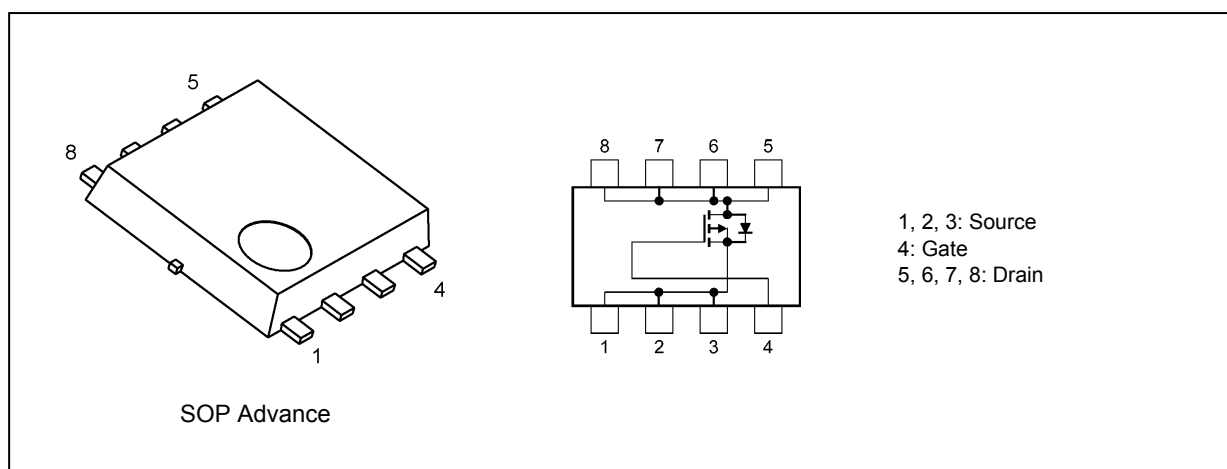 5
8
4
1
SOP Advance
8 7 6 5
1 2 3 4
1, 2, 3: Source
4: Gate
5, 6, 7, 8: Drain